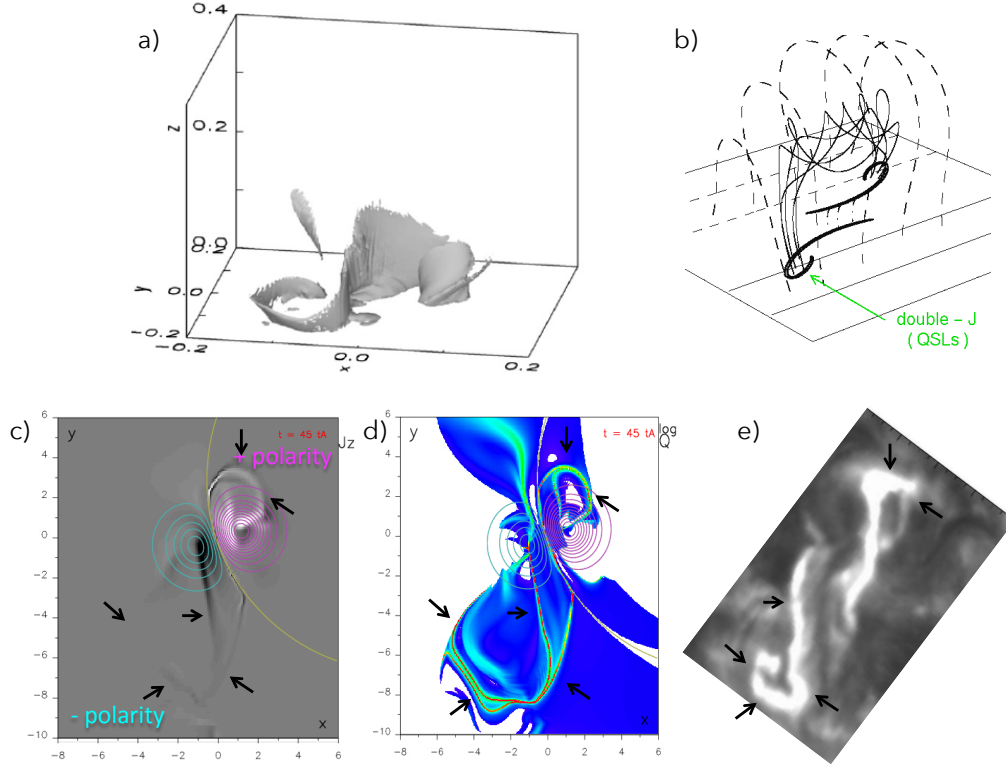 a)
0.4
z
0.2
0.0
0.2
y
0.0
-0.2
-0.2
0.0
x
0.2
b)
double – J
( QSLs )
c)
6
y
t = 45 tA
Jz
+ polarity
4
2
0
-2
-4
-6
-8
- polarity
x
-10
-8 -6 -4 -2 0 2 4 6
d)
6
y
t = 45 tA
log
Q
4
2
0
-2
-4
-6
-8
x
-10
-8 -6 -4 -2 0 2 4 6
e)